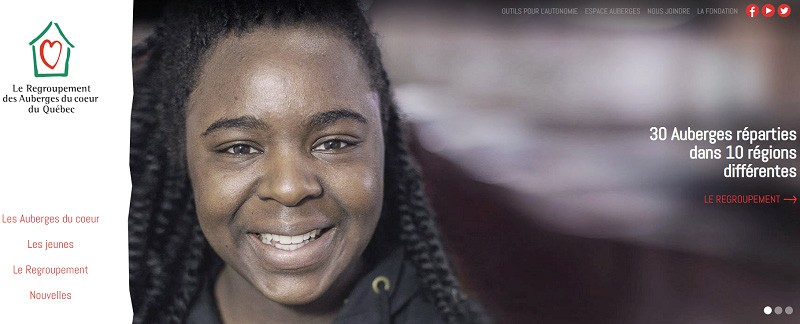 OUTILS POUR L'AUTONOMIE ESPACE AUBERGES NOUS JOINDRE LA FONDATION
Le Regroupement
des Auberges du coeur
du Québec
30 Auberges réparties
dans 10 régions
différentes
LE REGROUPEMENT
Les Auberges du coeur
Les jeunes
Le Regroupement
Nouvelles